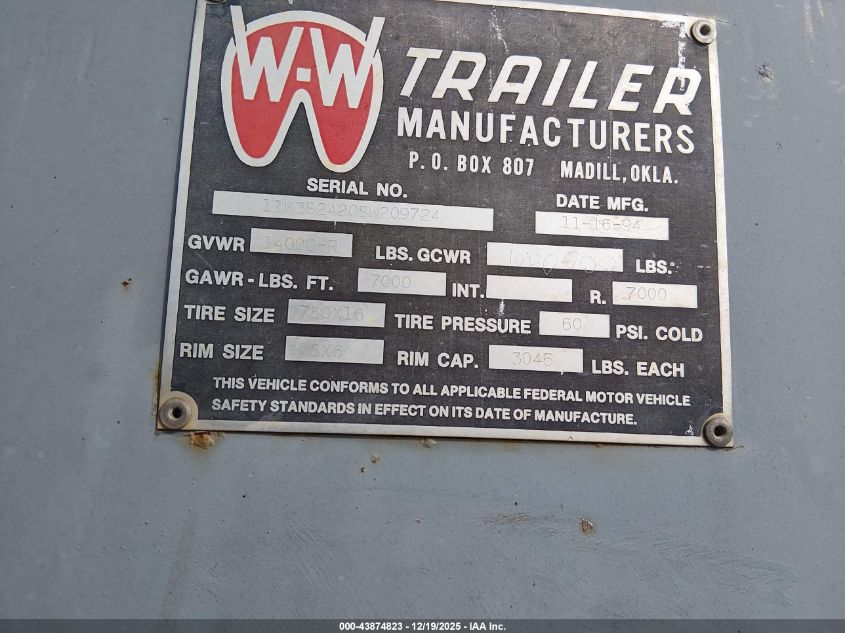 W-W TRAILER
MANUFACTURERS
P. O. BOX 807 MADILL, OKLA.
SERIAL NO.
DATE MFG.
11W3S2420SW209724
11-16-94
GVWR 14000-R LBS. GCWR LBS.
GAWR - LBS. FT. 7000 INT. R. 7000
TIRE SIZE 750X16 TIRE PRESSURE 60 PSI. COLD
RIM SIZE RIM CAP. 3045 LBS. EACH
THIS VEHICLE CONFORMS TO ALL APPLICABLE FEDERAL MOTOR VEHICLE
SAFETY STANDARDS IN EFFECT ON ITS DATE OF MANUFACTURE.
000-43874823 / 12/19/2025 - IAA Inc.